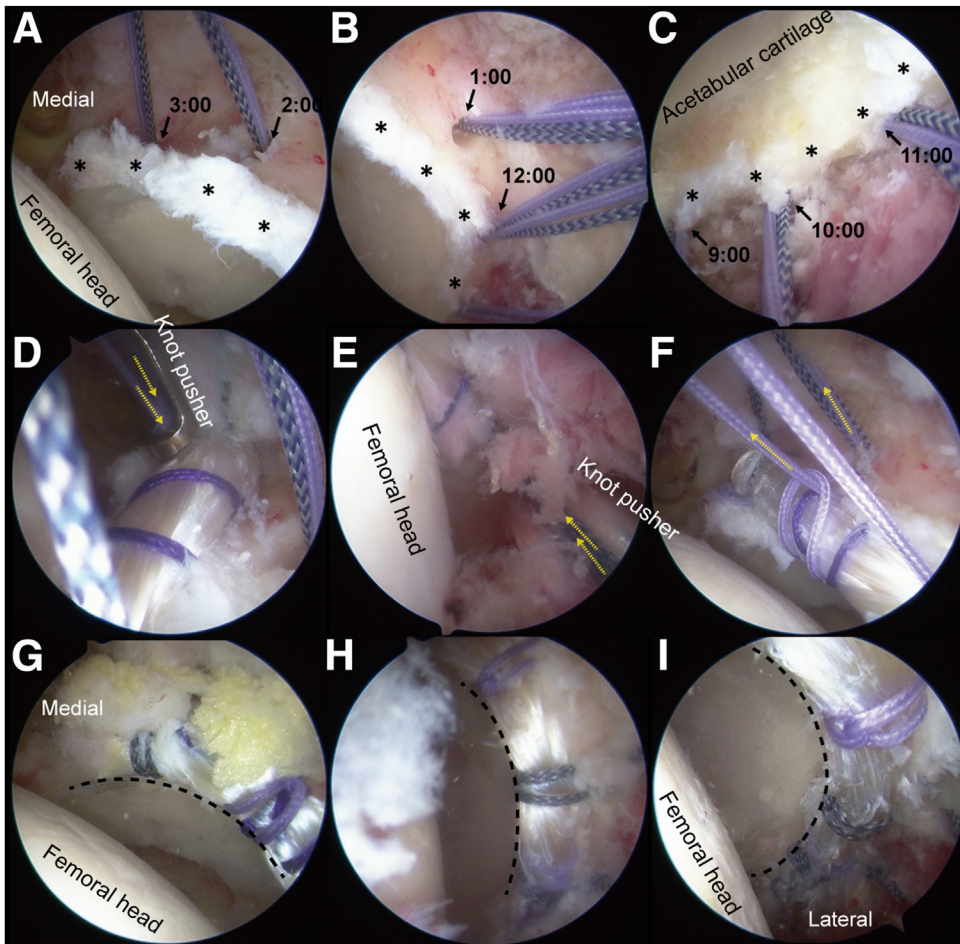 A
Medial
3:00
2:00
*
*
*
*
Femoral head
B
1:00
12:00
*
*
*
*
C
Acetabular cartilage
*
*
*
*
*
11:00
10:00
9:00
D
Knot pusher
E
Femoral head
Knot pusher
F
G
Medial
Femoral head
H
I
Femoral head
Lateral